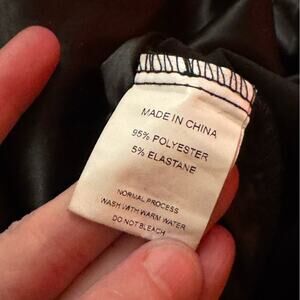 MADE IN CHINA
95% POLYESTER
5% ELASTANE
NORMAL PROCESS
WASH WITH WARM WATER
DO NOT BLEACH